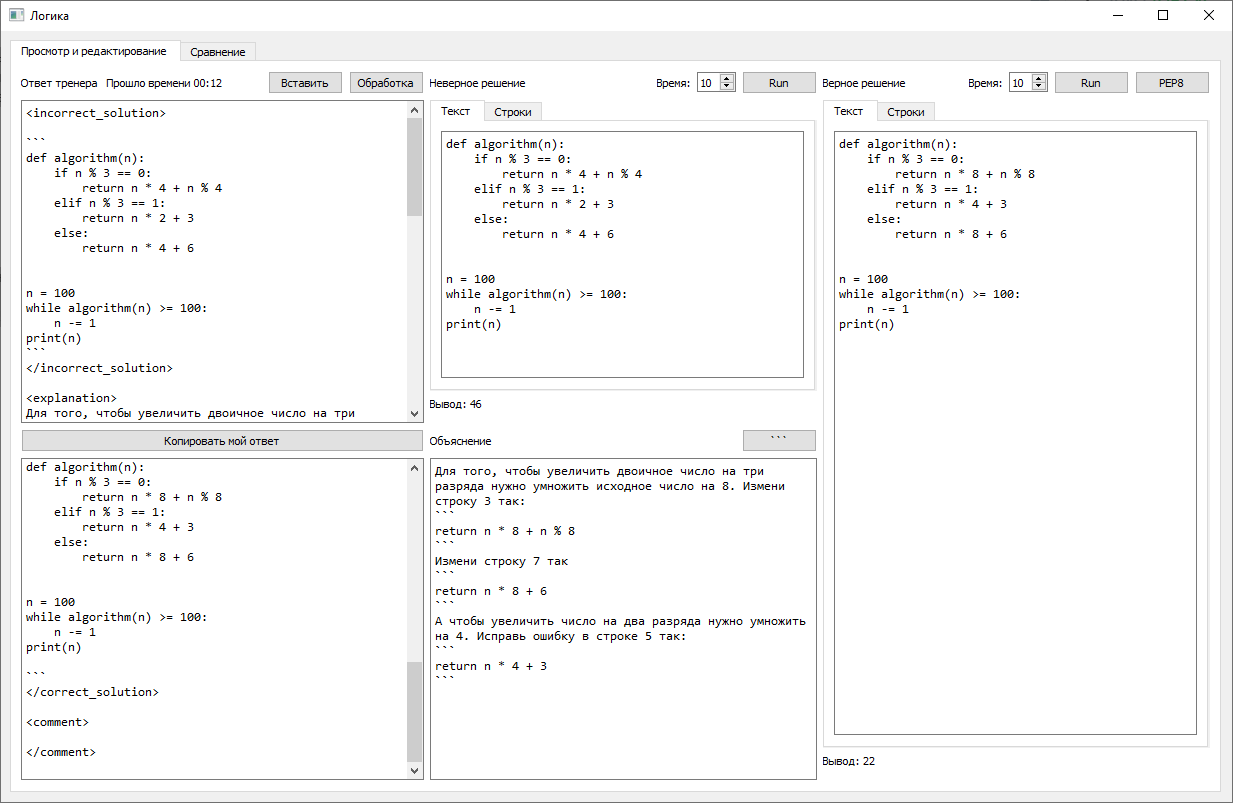 Логика
Просмотр и редактирование
Сравнение
Ответ тренера Прошло времени 00:12
Вставить
Обработка
<incorrect_solution>
```
def algorithm(n):
    if n % 3 == 0:
        return n * 4 + n % 4
    elif n % 3 == 1:
        return n * 2 + 3
    else:
        return n * 4 + 6
n = 100
while algorithm(n) >= 100:
    n -= 1
print(n)
```
</incorrect_solution>
<explanation>
Для того, чтобы увеличить двоичное число на три
Копировать мой ответ
def algorithm(n):
    if n % 3 == 0:
        return n * 8 + n % 8
    elif n % 3 == 1:
        return n * 4 + 3
    else:
        return n * 8 + 6
n = 100
while algorithm(n) >= 100:
    n -= 1
print(n)
```
</correct_solution>
<comment>
</comment>
Неверное решение
Время: 10
Run
Текст
Строки
def algorithm(n):
    if n % 3 == 0:
        return n * 4 + n % 4
    elif n % 3 == 1:
        return n * 2 + 3
    else:
        return n * 4 + 6
n = 100
while algorithm(n) >= 100:
    n -= 1
print(n)
Вывод: 46
Объяснение
```
Для того, чтобы увеличить двоичное число на три
разряда нужно умножить исходное число на 8. Измени
строку 3 так:
```
return n * 8 + n % 8
```
Измени строку 7 так
```
return n * 8 + 6
```
А чтобы увеличить число на два разряда нужно умножить
на 4. Исправь ошибку в строке 5 так:
```
return n * 4 + 3
```
Верное решение
Время: 10
Run
PEP8
Текст
Строки
def algorithm(n):
    if n % 3 == 0:
        return n * 8 + n % 8
    elif n % 3 == 1:
        return n * 4 + 3
    else:
        return n * 8 + 6
n = 100
while algorithm(n) >= 100:
    n -= 1
print(n)
Вывод: 22